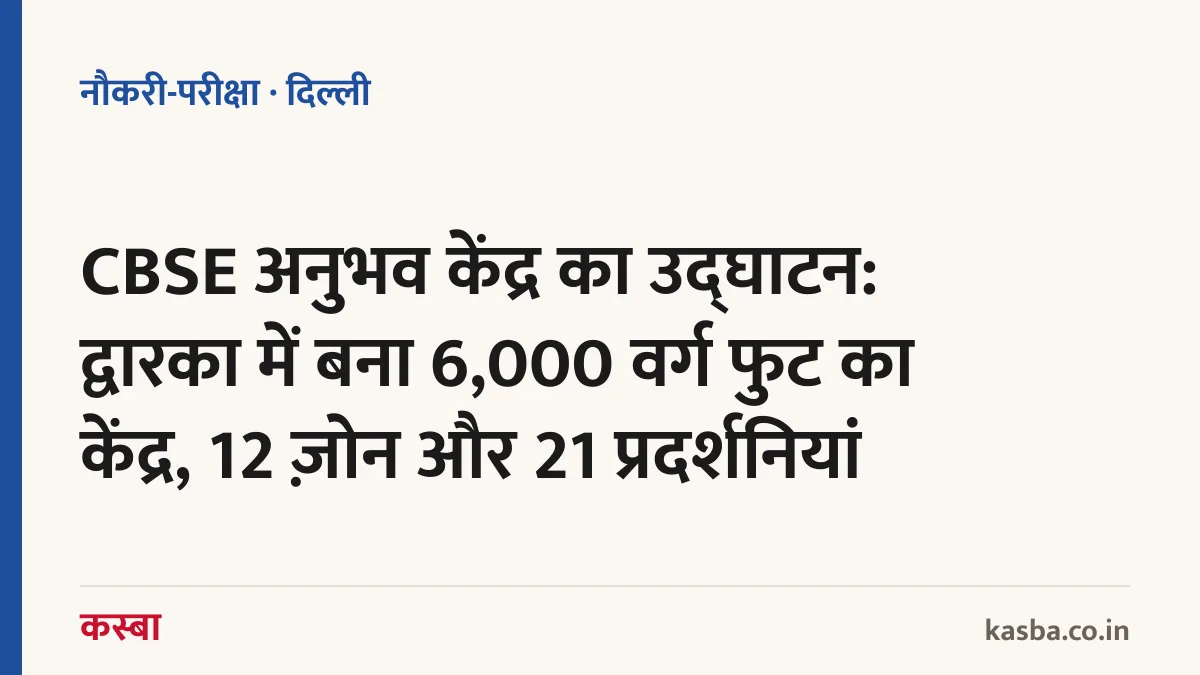 नौकरी-परीक्षा · दिल्ली
CBSE अनुभव केंद्र का उद्घाटन:
द्वारका में बना 6,000 वर्ग फुट का
केंद्र, 12 ज़ोन और 21 प्रदर्शनियां
कस्बा
kasba.co.in